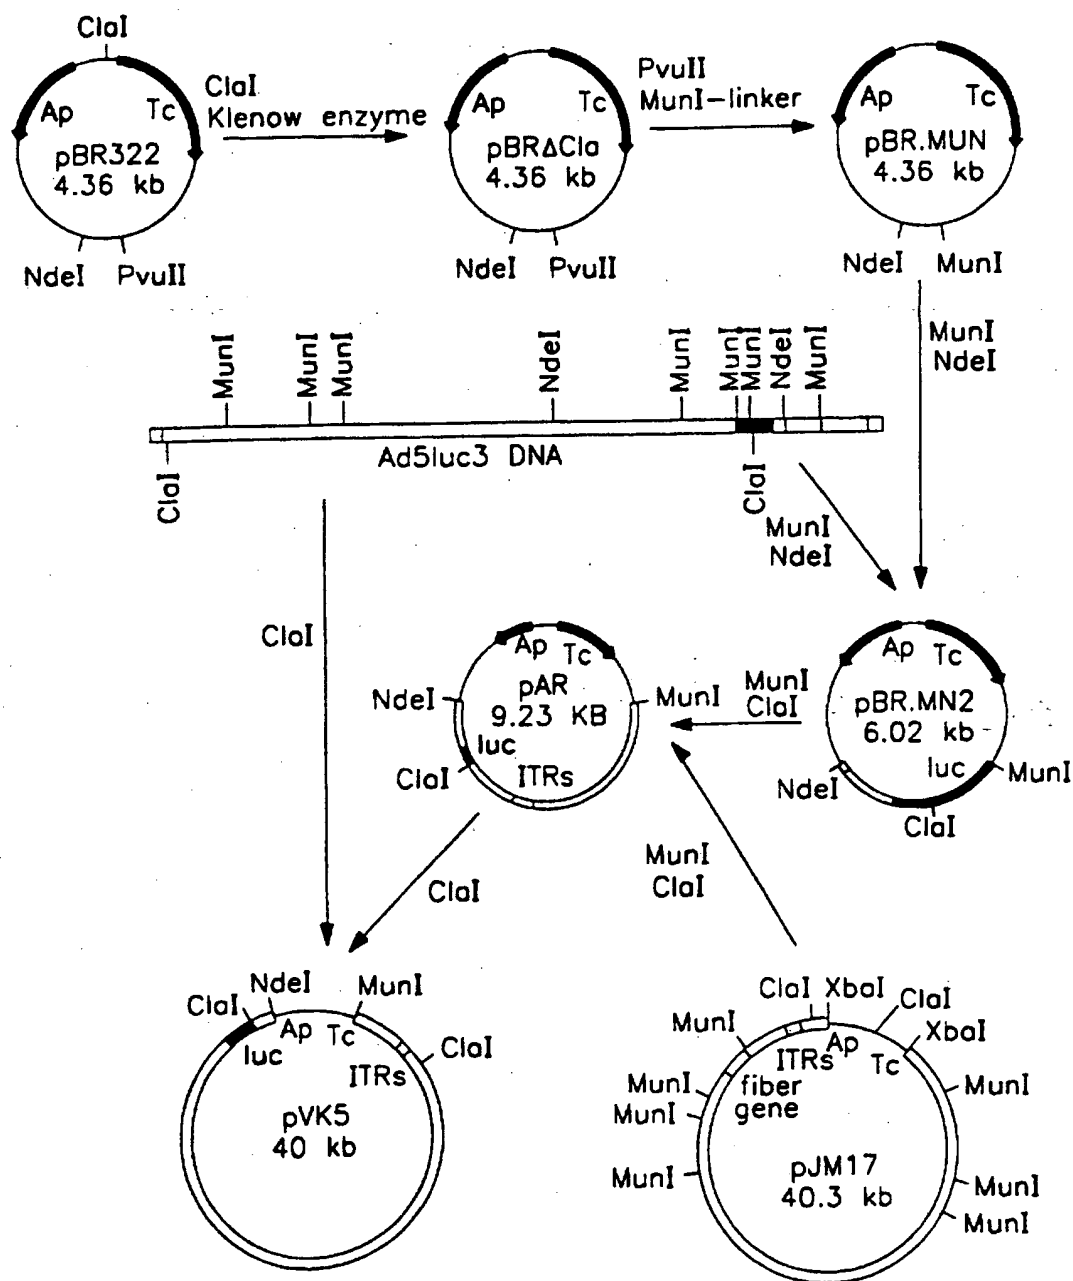 ClaI
Ap
Tc
pBR322
4.36 kb
NdeI
PvuII
ClaI
Klenow enzyme
Ap
Tc
pBRΔCla
4.36 kb
NdeI
PvuII
PvuII
MunI-linker
Ap
Tc
pBR.MUN
4.36 kb
NdeI
MunI
MunI
NdeI
MunI
MunI
MunI
NdeI
MunI
MunI
MunI
NdeI
MunI
Ad5luc3 DNA
ClaI
ClaI
MunI
NdeI
ClaI
Ap
Tc
pAR
9.23 KB
NdeI
MunI
luc
ClaI
ITRs
MunI
ClaI
Ap
Tc
pBR.MN2
6.02 kb
luc
NdeI
MunI
ClaI
ClaI
MunI
ClaI
ClaI
NdeI
MunI
Ap
Tc
luc
ClaI
ITRs
pVK5
40 kb
ClaI
XbaI
ClaI
XbaI
MunI
ITRs
Ap
Tc
MunI
MunI
fiber
gene
MunI
MunI
pJM17
40.3 kb
MunI
MunI